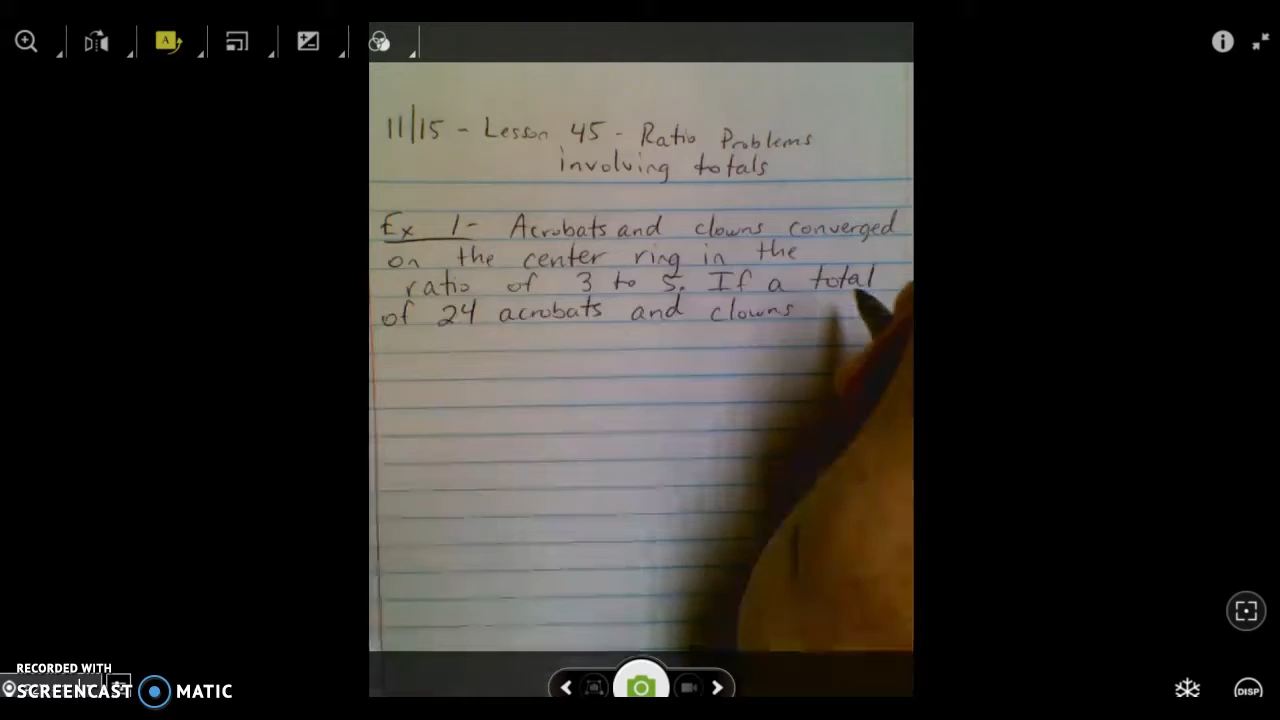 11/15 - Lesson 45 - Ratio Problems
involving totals
Ex 1- Acrobats and clowns converged
on the center ring in the
ratio of 3 to 5. If a total
of 24 acrobats and clowns
RECORDED WITH
SCREENCAST MATIC
DISP